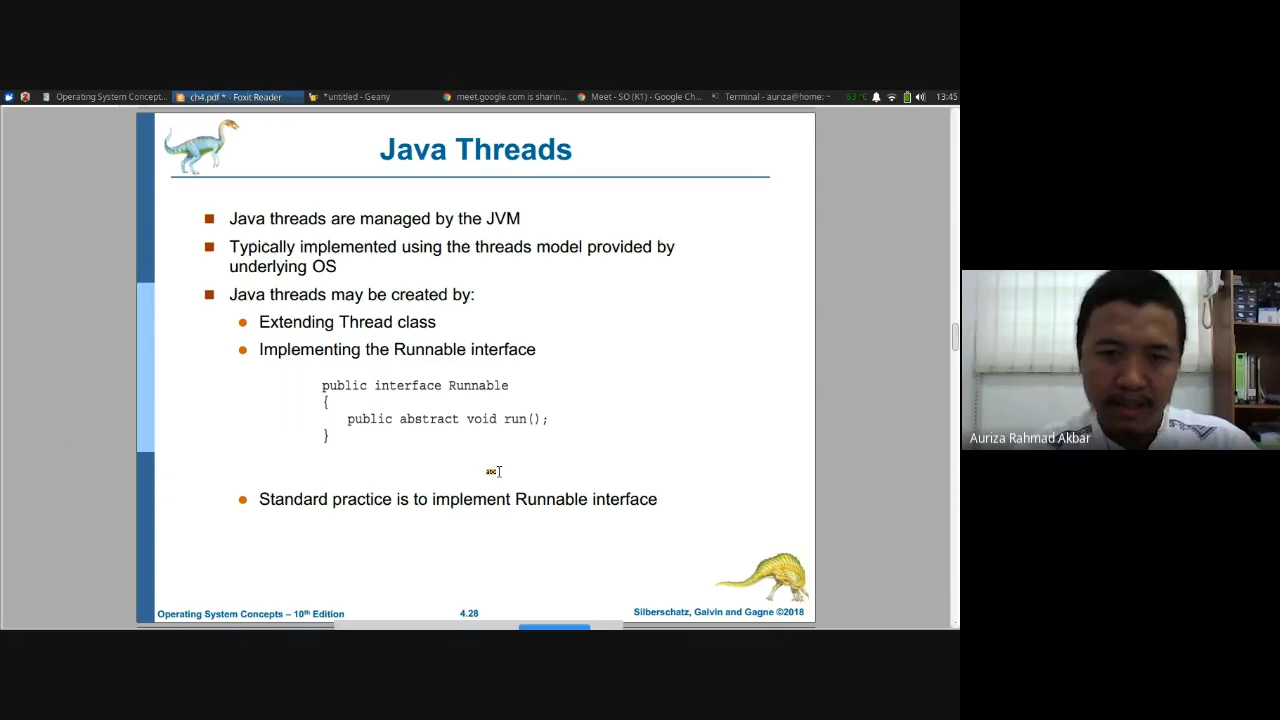 Operating System Concept...
ch4.pdf * - Foxit Reader
*untitled - Geany
meet.google.com is sharin...
Meet - SO (K1) - Google Ch...
Terminal - auriza@home: ~
63°C
13:45
Java Threads
Java threads are managed by the JVM
Typically implemented using the threads model provided by
underlying OS
Java threads may be created by:
Extending Thread class
Implementing the Runnable interface
public interface Runnable
{
public abstract void run();
}
Standard practice is to implement Runnable interface
Operating System Concepts – 10th Edition
4.28
Silberschatz, Galvin and Gagne ©2018
Auriza Rahmad Akbar